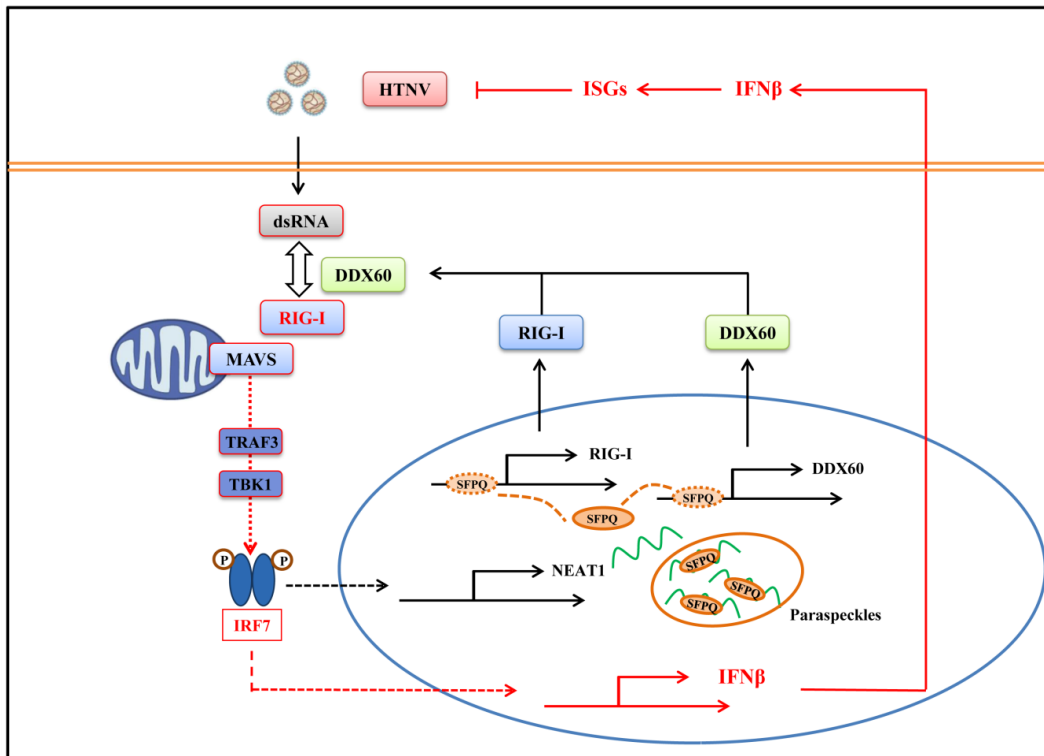 HTNV
ISGs
IFNβ
dsRNA
DDX60
RIG-I
MAVS
RIG-I
DDX60
TRAF3
TBK1
RIG-I
DDX60
SFPQ
SFPQ
SFPQ
P
P
NEAT1
SFPQ
SFPQ
SFPQ
Paraspeckles
IRF7
IFNβ